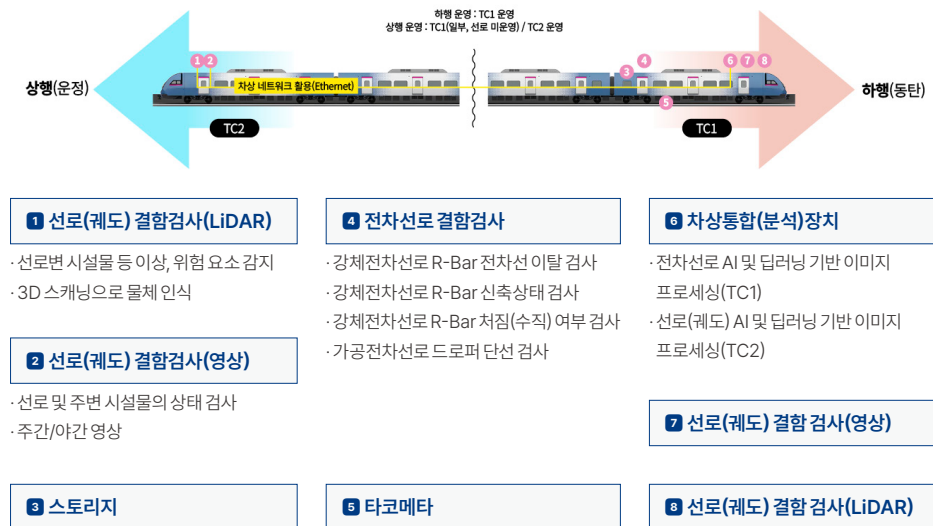 하행 운영 : TC1 운영
상행 운영 : TC1(일부, 선로 미운영) / TC2 운영
상행(운정)
1 2
차상 네트워크 활용(Ethernet)
TC2
3
4
5
6 7 8
TC1
하행(동탄)
1 선로(궤도) 결함검사(LiDAR)
· 선로변 시설물 등 이상, 위험 요소 감지
· 3D 스캐닝으로 물체 인식
2 선로(궤도) 결함검사(영상)
· 선로 및 주변 시설물의 상태 검사
· 주간/야간 영상
3 스토리지
4 전차선로 결함검사
· 강체전차선로 R-Bar 전차선 이탈 검사
· 강체전차선로 R-Bar 신축상태 검사
· 강체전차선로 R-Bar 처짐(수직) 여부 검사
· 가공전차선로 드로퍼 단선 검사
5 타코메타
6 차상통합(분석)장치
· 전차선로 AI 및 딥러닝 기반 이미지
프로세싱(TC1)
· 선로(궤도) AI 및 딥러닝 기반 이미지
프로세싱(TC2)
7 선로(궤도) 결함 검사(영상)
8 선로(궤도) 결함 검사(LiDAR)